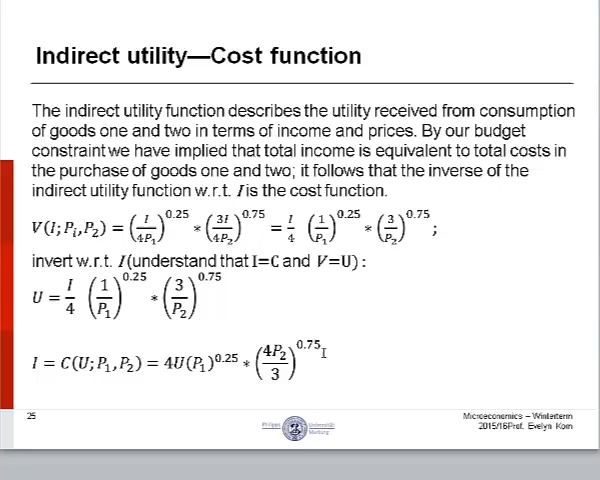 Indirect utility—Cost function
The indirect utility function describes the utility received from consumption
of goods one and two in terms of income and prices. By our budget
constraint we have implied that total income is equivalent to total costs in
the purchase of goods one and two; it follows that the inverse of the
indirect utility function w.r.t. I is the cost function.
V(I; P_i, P_2) = (I/4P_1)^0.25 * (3I/4P_2)^0.75 = I/4 (1/P_1)^0.25 * (3/P_2)^0.75 ;
invert w.r.t. I (understand that I=C and V=U) :
U = I/4 (1/P_1)^0.25 * (3/P_2)^0.75
I = C(U; P_1, P_2) = 4U(P_1)^0.25 * (4P_2/3)^0.75
25
Microeconomics – Winterterm
2015/16Prof. Evelyn Korn
Philipps Universität
Marburg